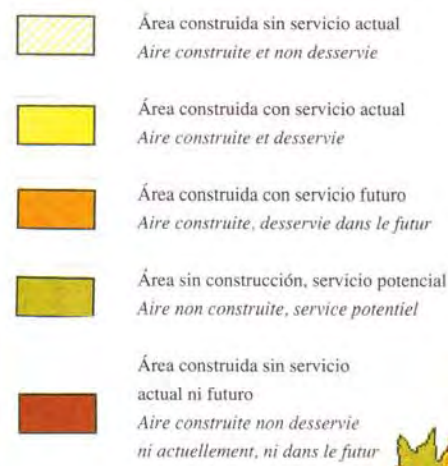 Área construida sin servicio actual
Aire construite et non desservie
Área construida con servicio actual
Aire construite et desservie
Área construida con servicio futuro
Aire construite, desservie dans le futur
Área sin construcción, servicio potencial
Aire non construite, service potentiel
Área construida sin servicio
actual ni futuro
Aire construite non desservie
ni actuellement, ni dans le futur